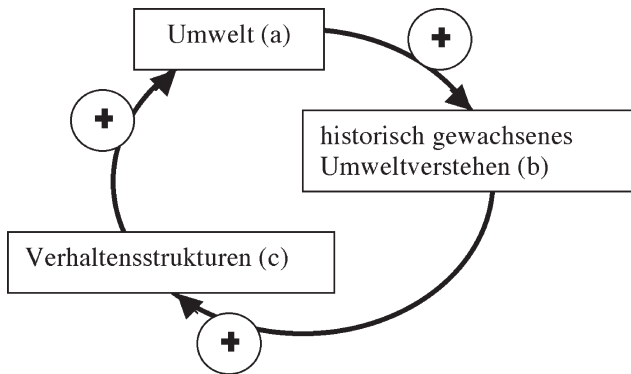 Umwelt (a)
+
historisch gewachsenes
Umweltverstehen (b)
+
Verhaltensstrukturen (c)
+